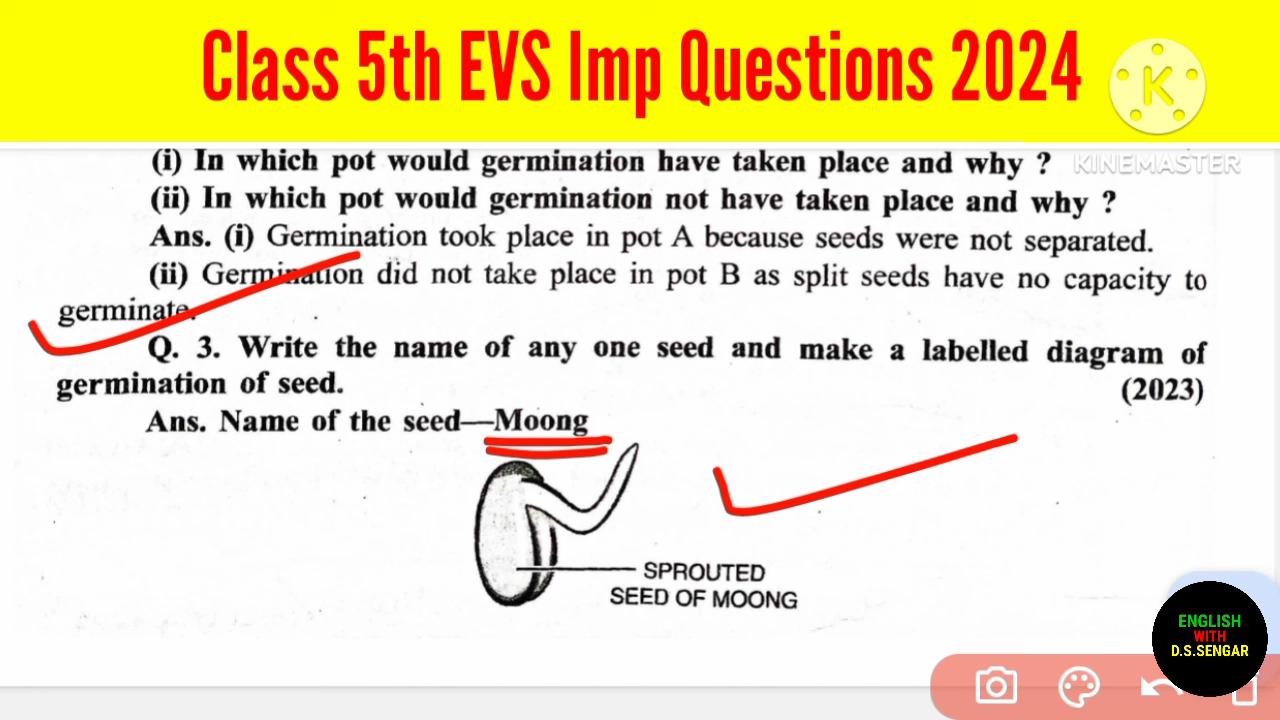 Class 5th EVS Imp Questions 2024
K
KINEMASTER
(i) In which pot would germination have taken place and why ?
(ii) In which pot would germination not have taken place and why ?
Ans. (i) Germination took place in pot A because seeds were not separated.
(ii) Germination did not take place in pot B as split seeds have no capacity to
germinate.
Q. 3. Write the name of any one seed and make a labelled diagram of
germination of seed. (2023)
Ans. Name of the seed—Moong
SPROUTED
SEED OF MOONG
ENGLISH
WITH
D.S.SENGAR